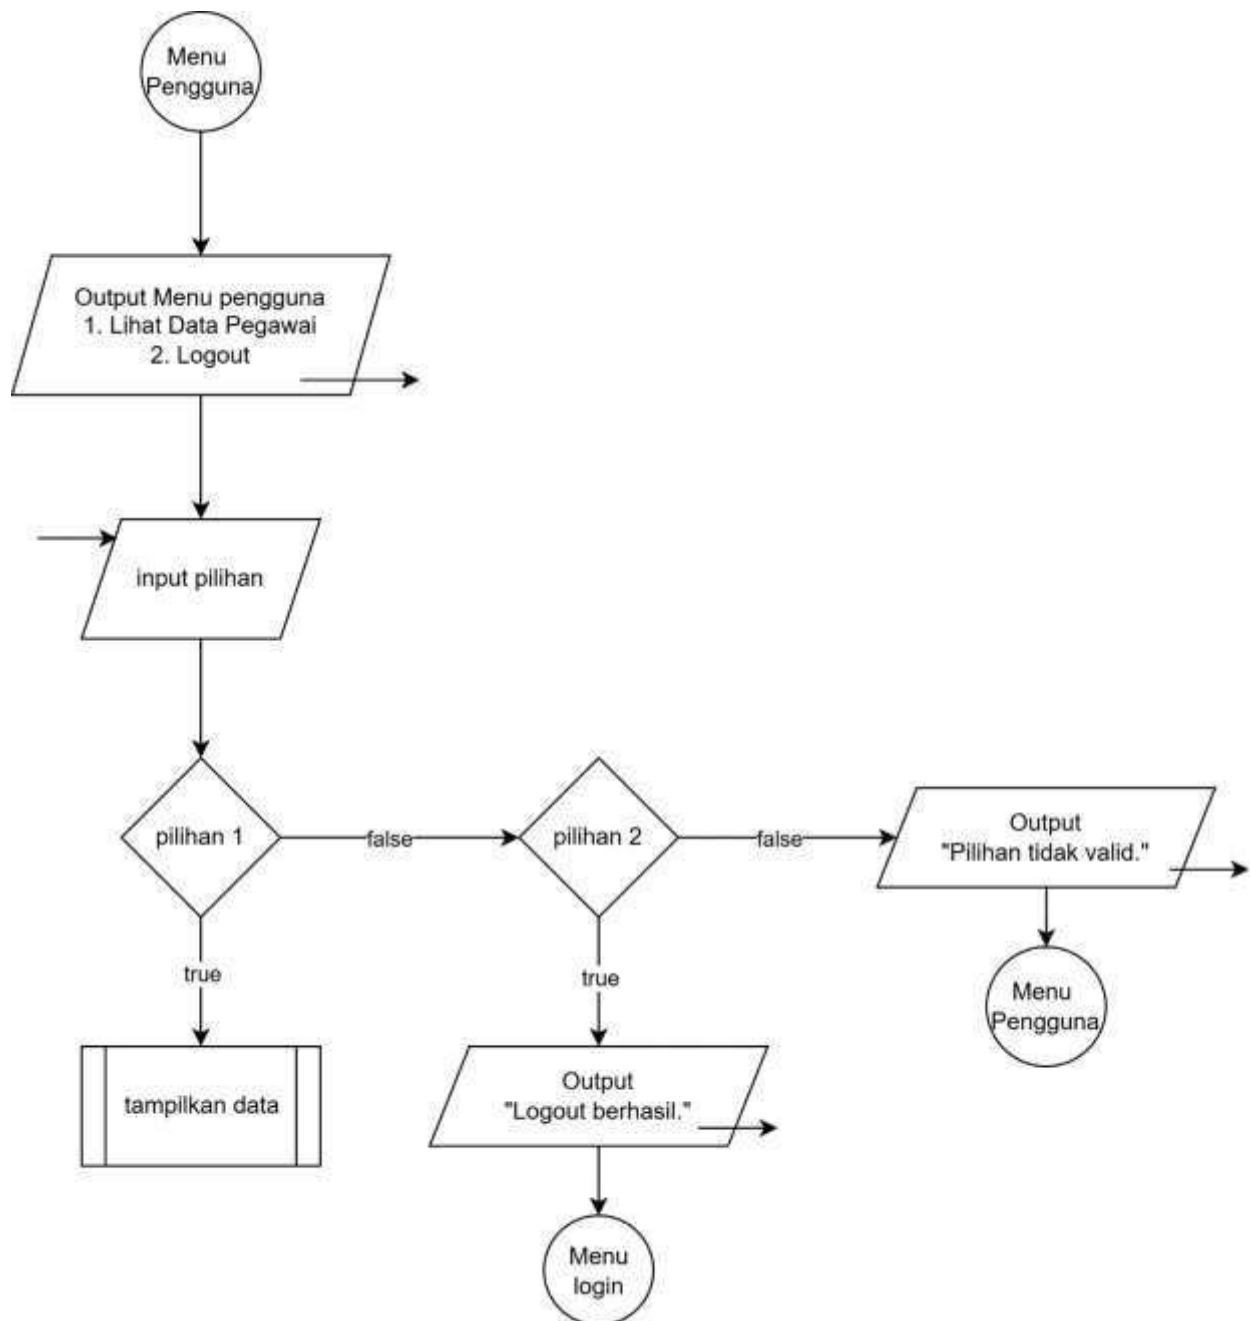 Menu
Pengguna
Output Menu pengguna
1. Lihat Data Pegawai
2. Logout
input pilihan
pilihan 1
false
pilihan 2
false
Output
"Pilihan tidak valid."
true
true
Menu
Pengguna
tampilkan data
Output
"Logout berhasil."
Menu
login